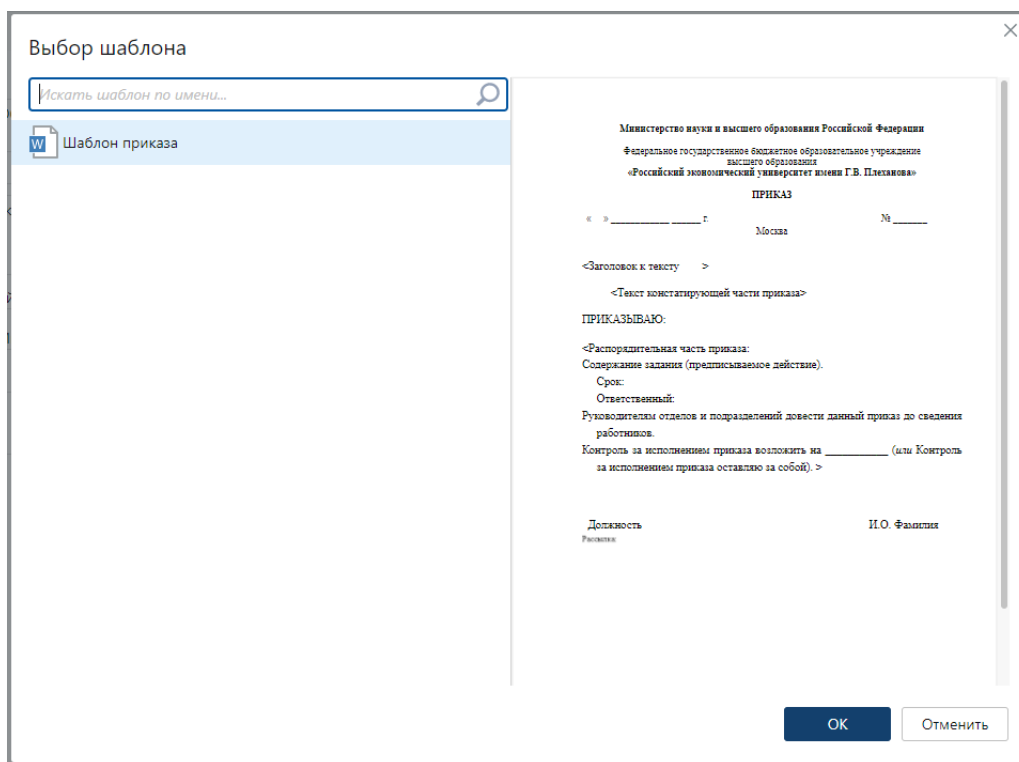 Выбор шаблона
Искать шаблон по имени...
W Шаблон приказа
Министерство науки и высшего образования Российской Федерации
Федеральное государственное бюджетное образовательное учреждение
высшего образования
«Российский экономический университет имени Г.В. Плеханова»
ПРИКАЗ
« » ____________ ______ г. № _______
Москва
<Заголовок к тексту >
<Текст констатирующей части приказа>
ПРИКАЗЫВАЮ:
<Распорядительная часть приказа:
Содержание задания (предписываемое действие).
Срок:
Ответственный:
Руководителям отделов и подразделений довести данный приказ до сведения
работников.
Контроль за исполнением приказа возложить на __________ (или Контроль
за исполнением приказа оставляю за собой). >
Должность И.О. Фамилия
Рассылка:
ОК Отменить